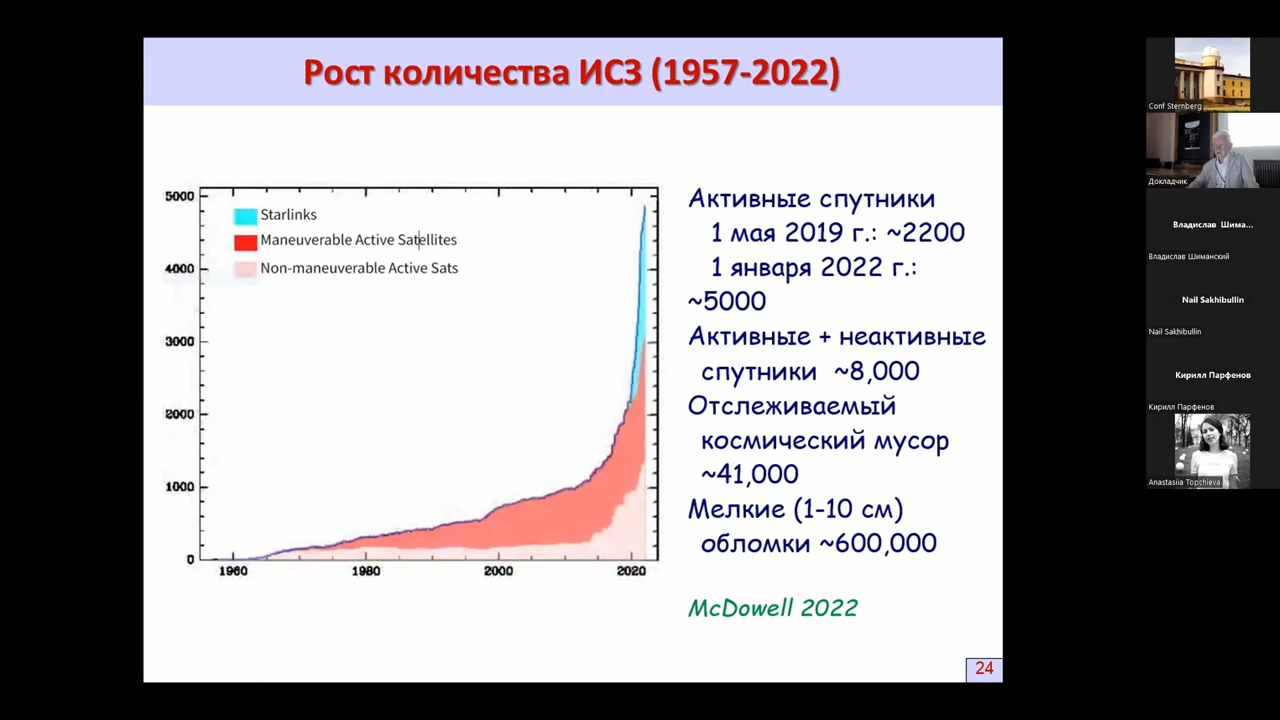 Рост количества ИСЗ (1957-2022)
5000
4000
3000
2000
1000
0
1960
1980
2000
2020
Starlinks
Maneuverable Active Satellites
Non-maneuverable Active Sats
Активные спутники
1 мая 2019 г.: ~2200
1 января 2022 г.:
~5000
Активные + неактивные
спутники ~8,000
Отслеживаемый
космический мусор
~41,000
Мелкие (1-10 см)
обломки ~600,000
McDowell 2022
24
Conf Sternberg
Докладчик
Владислав Шима...
Владислав Шиманский
Nail Sakhibullin
Nail Sakhibullin
Кирилл Парфенов
Кирилл Парфенов
Anastasiia Topchieva